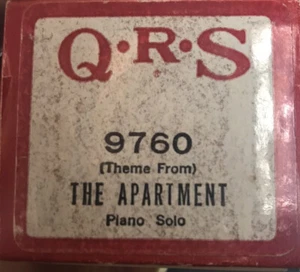 Q·R·S
9760
(Theme From)
THE APARTMENT
Piano Solo